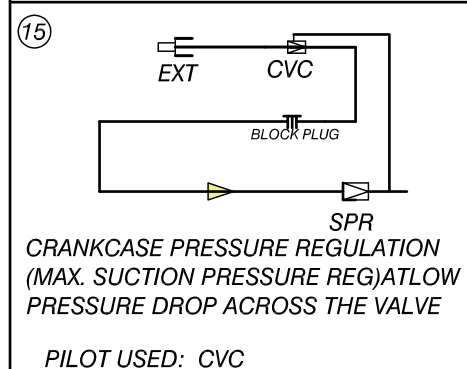 15
EXT
CVC
BLOCK PLUG
SPR
CRANKCASE PRESSURE REGULATION
(MAX. SUCTION PRESSURE REG)ATLOW
PRESSURE DROP ACROSS THE VALVE
PILOT USED: CVC